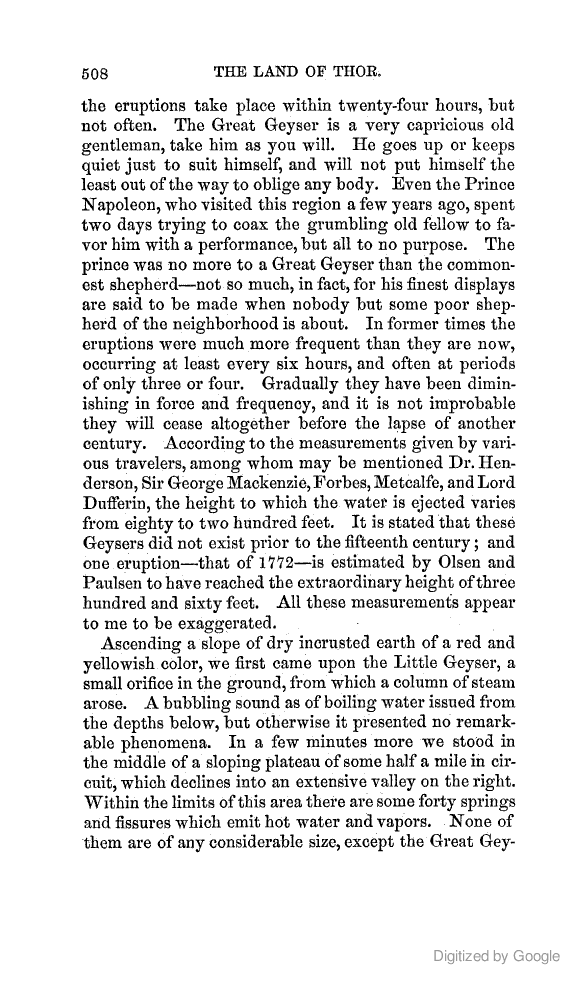 508 THE LAND OF THOR.
the eruptions take place within twenty-four hours, but
not often. The Great Geyser is a very capricious old
gentleman, take him as you will. He goes up or keeps
quiet just to suit himself, and will not put himself the
least out of the way to oblige any body. Even the Prince
Napoleon, who visited this region a few years ago, spent
two days trying to coax the grumbling old fellow to fa-
vor him with a performance, but all to no purpose. The
prince was no more to a Great Geyser than the common-
est shepherd—not so much, in fact, for his finest displays
are said to be made when nobody but some poor shep-
herd of the neighborhood is about. In former times the
eruptions were much more frequent than they are now,
occurring at least every six hours, and often at periods
of only three or four. Gradually they have been dimin-
ishing in force and frequency, and it is not improbable
they will cease altogether before the lapse of another
century. According to the measurements given by vari-
ous travelers, among whom may be mentioned Dr. Hen-
derson, Sir George Mackenzie, Forbes, Metcalfe, and Lord
Dufferin, the height to which the water is ejected varies
from eighty to two hundred feet. It is stated that these
Geysers did not exist prior to the fifteenth century; and
one eruption—that of 1772—is estimated by Olsen and
Paulsen to have reached the extraordinary height of three
hundred and sixty feet. All these measurements appear
to me to be exaggerated.
Ascending a slope of dry incrusted earth of a red and
yellowish color, we first came upon the Little Geyser, a
small orifice in the ground, from which a column of steam
arose. A bubbling sound as of boiling water issued from
the depths below, but otherwise it presented no remark-
able phenomena. In a few minutes more we stood in
the middle of a sloping plateau of some half a mile in cir-
cuit, which declines into an extensive valley on the right.
Within the limits of this area there are some forty springs
and fissures which emit hot water and vapors. None of
them are of any considerable size, except the Great Gey-
Digitized by Google